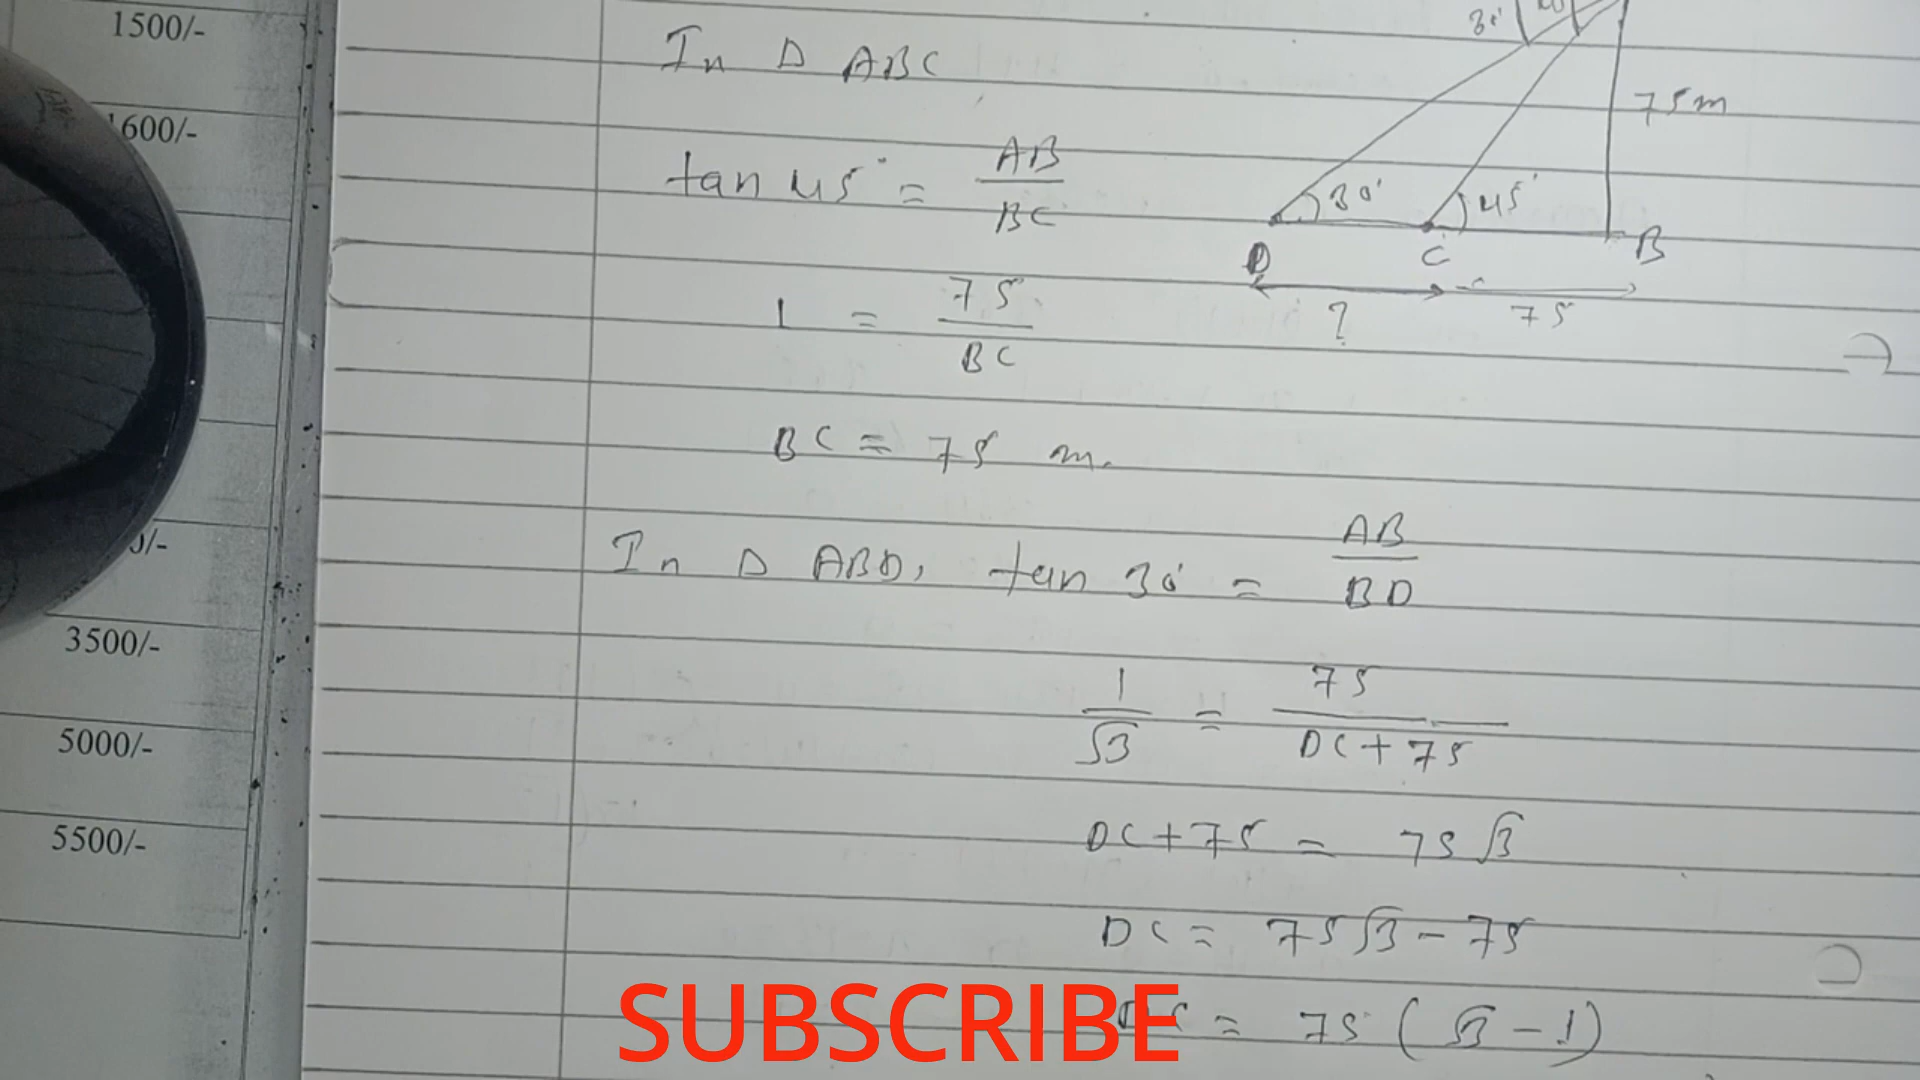 1500/-
1600/-
0/-
3500/-
5000/-
5500/-
In Δ ABC
tan 45° = AB/BC
1 = 75/BC
BC = 75 m.
In Δ ABD, tan 30° = AB/BD
1/√3 = 75/DC+75
DC+75 = 75√3
DC = 75√3 - 75
DC = 75 (√3 - 1)
30°
75m
30° 45°
D C B
? 75
SUBSCRIBE